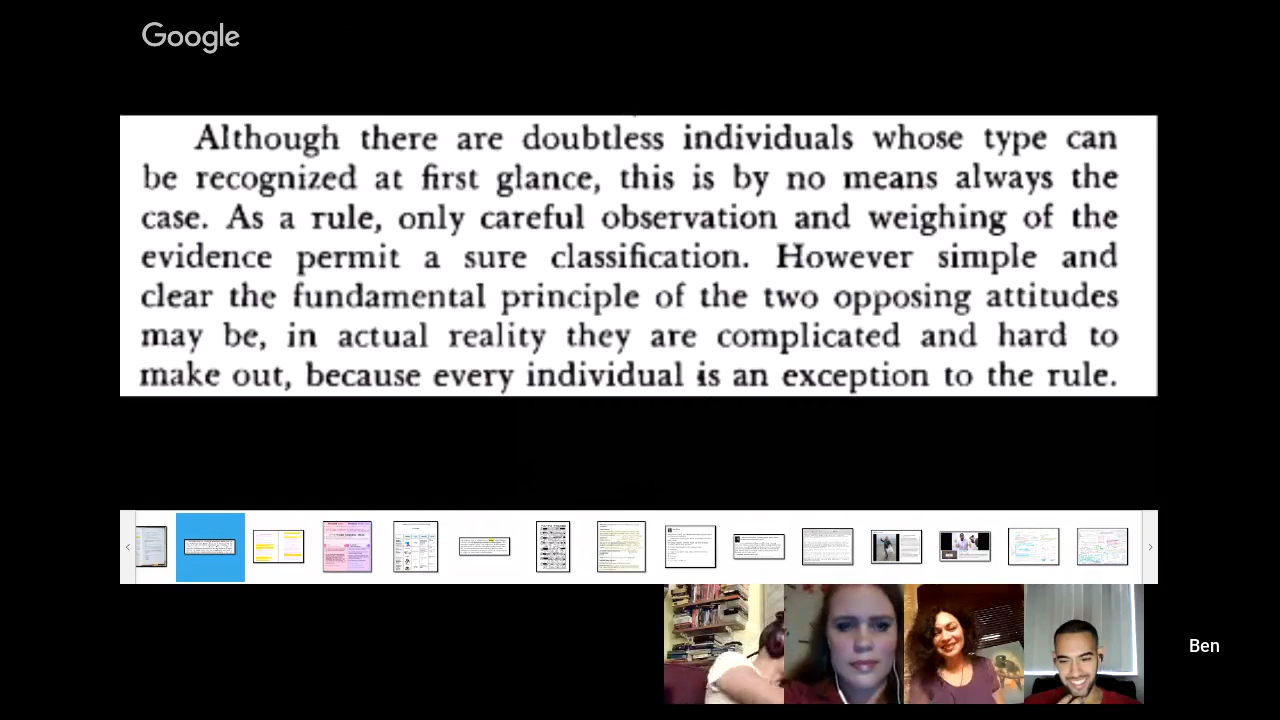 Google
Although there are doubtless individuals whose type can
be recognized at first glance, this is by no means always the
case. As a rule, only careful observation and weighing of the
evidence permit a sure classification. However simple and
clear the fundamental principle of the two opposing attitudes
may be, in actual reality they are complicated and hard to
make out, because every individual is an exception to the rule.
Ben